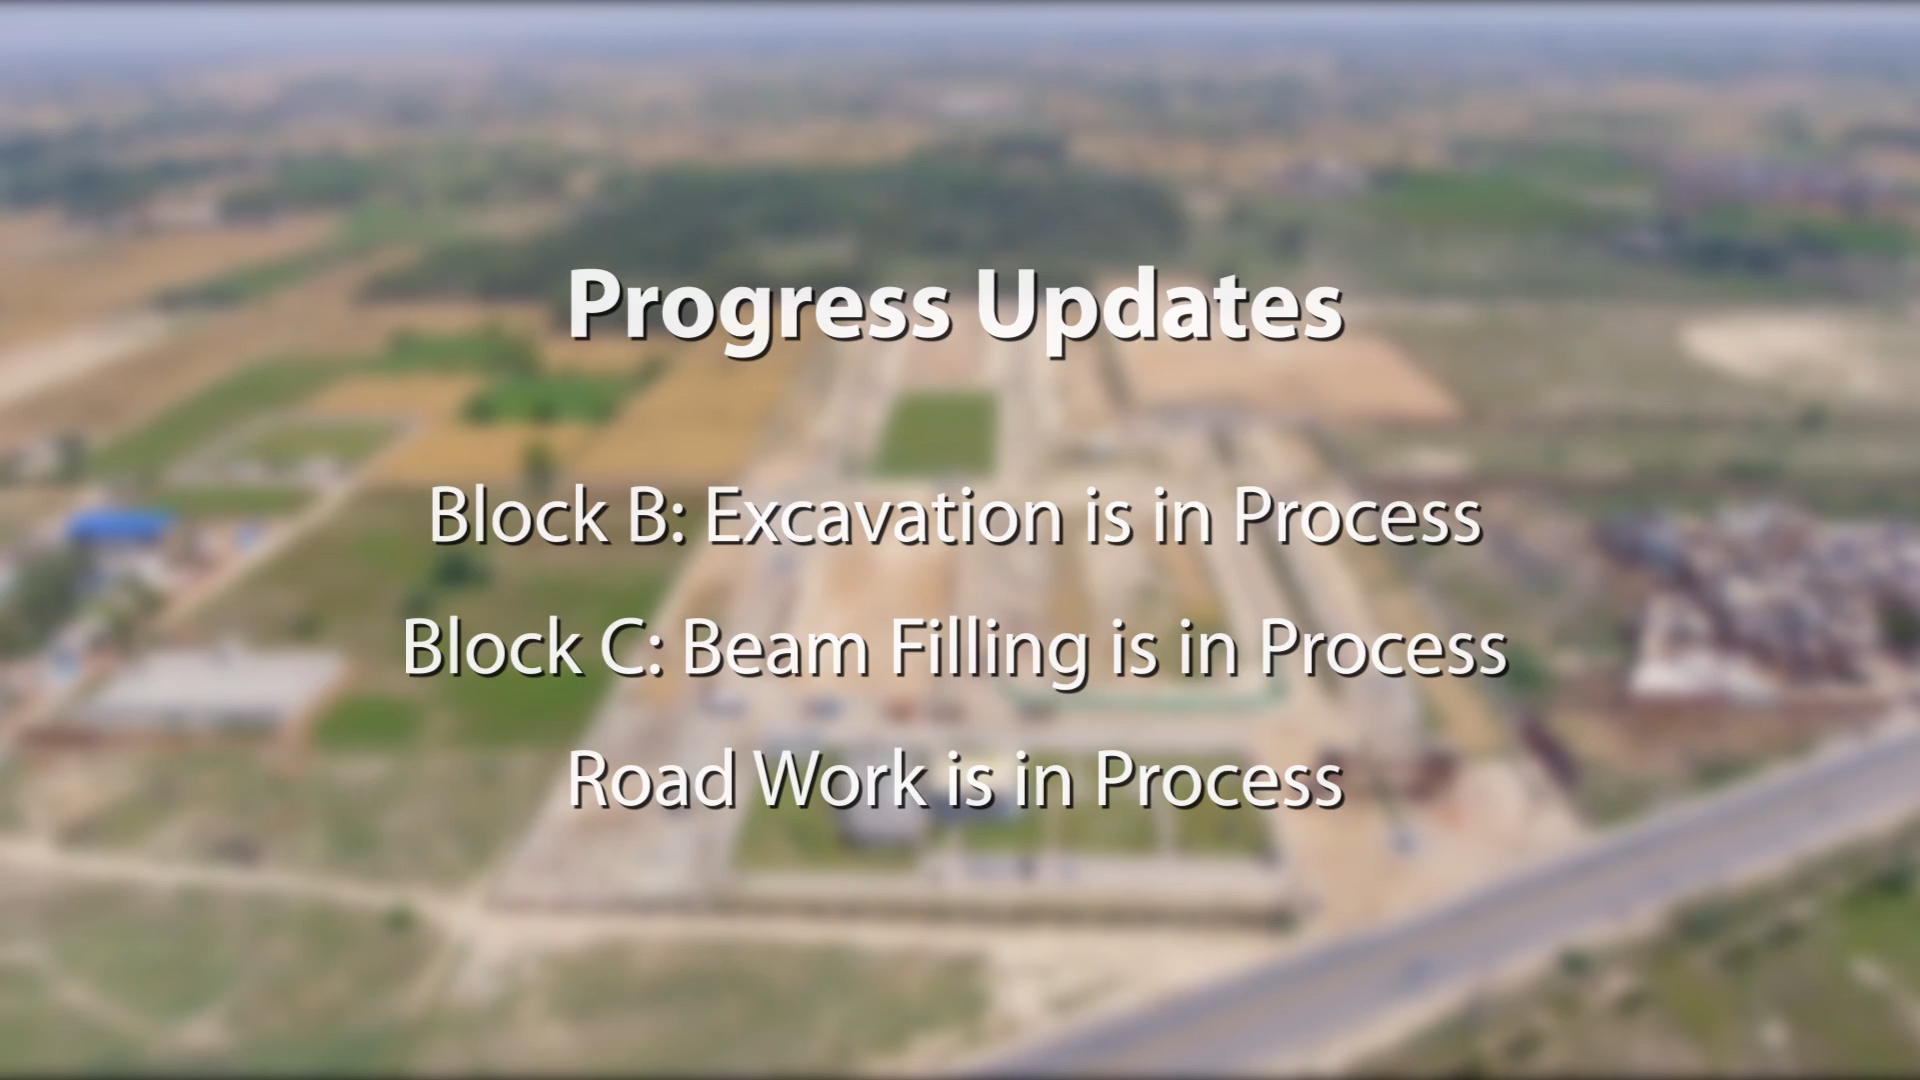 Progress Updates
Block B: Excavation is in Process
Block C: Beam Filling is in Process
Road Work is in Process